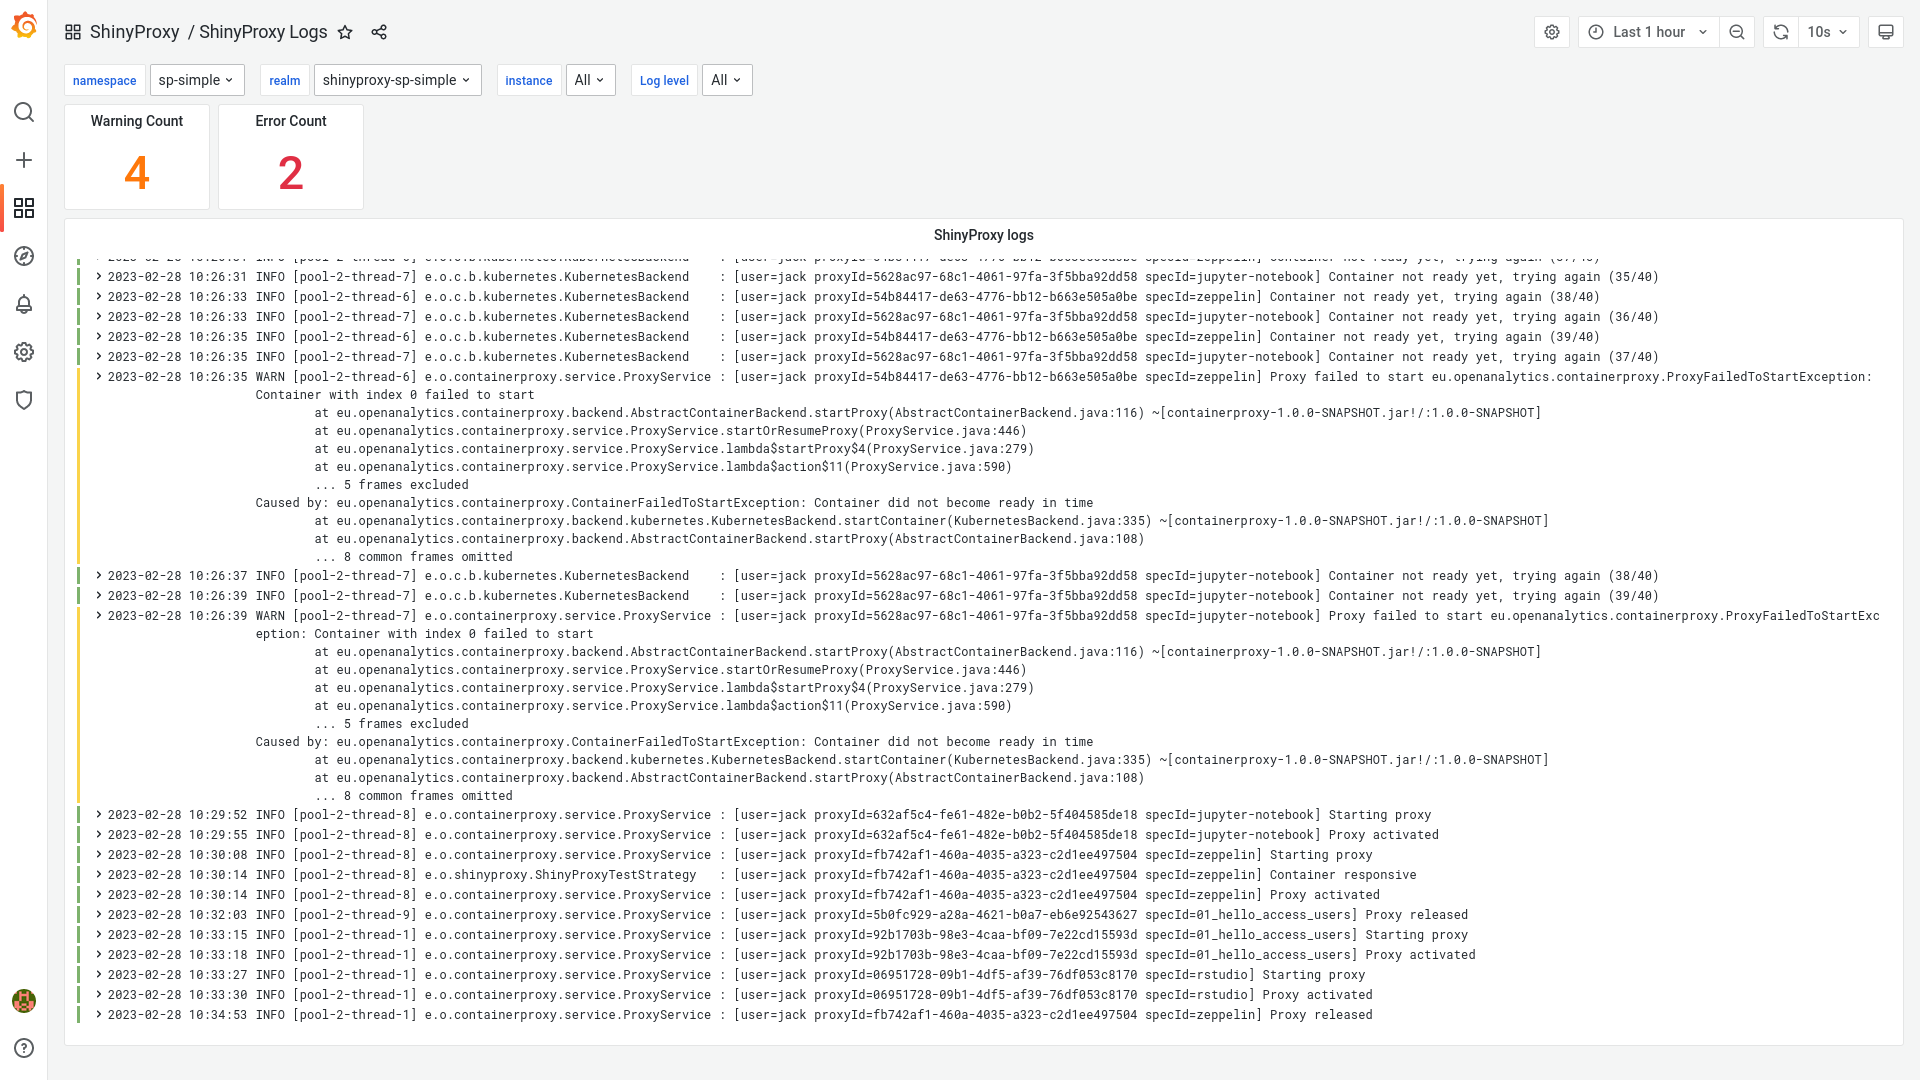 ShinyProxy / ShinyProxy Logs
Last 1 hour
10s
namespace sp-simple realm shinyproxy-sp-simple instance All Log level All
Warning Count
4
Error Count
2
ShinyProxy logs
2023-02-28 10:26:31 INFO [pool-2-thread-7] e.o.c.b.kubernetes.KubernetesBackend : [user=jack proxyId=5628ac97-68c1-4061-97fa-3f5bba92dd58 specId=jupyter-notebook] Container not ready yet, trying again (35/40)
2023-02-28 10:26:33 INFO [pool-2-thread-6] e.o.c.b.kubernetes.KubernetesBackend : [user=jack proxyId=54b84417-de63-4776-bb12-b663e505a0be specId=zeppelin] Container not ready yet, trying again (38/40)
2023-02-28 10:26:33 INFO [pool-2-thread-7] e.o.c.b.kubernetes.KubernetesBackend : [user=jack proxyId=5628ac97-68c1-4061-97fa-3f5bba92dd58 specId=jupyter-notebook] Container not ready yet, trying again (36/40)
2023-02-28 10:26:35 INFO [pool-2-thread-6] e.o.c.b.kubernetes.KubernetesBackend : [user=jack proxyId=54b84417-de63-4776-bb12-b663e505a0be specId=zeppelin] Container not ready yet, trying again (39/40)
2023-02-28 10:26:35 INFO [pool-2-thread-7] e.o.c.b.kubernetes.KubernetesBackend : [user=jack proxyId=5628ac97-68c1-4061-97fa-3f5bba92dd58 specId=jupyter-notebook] Container not ready yet, trying again (37/40)
2023-02-28 10:26:35 WARN [pool-2-thread-6] e.o.containerproxy.service.ProxyService : [user=jack proxyId=54b84417-de63-4776-bb12-b663e505a0be specId=zeppelin] Proxy failed to start eu.openanalytics.containerproxy.ProxyFailedToStartException:
Container with index 0 failed to start
at eu.openanalytics.containerproxy.backend.AbstractContainerBackend.startProxy(AbstractContainerBackend.java:116) ~[containerproxy-1.0.0-SNAPSHOT.jar!/:1.0.0-SNAPSHOT]
at eu.openanalytics.containerproxy.service.ProxyService.startOrResumeProxy(ProxyService.java:446)
at eu.openanalytics.containerproxy.service.ProxyService.lambda$startProxy$4(ProxyService.java:279)
at eu.openanalytics.containerproxy.service.ProxyService.lambda$action$11(ProxyService.java:590)
... 5 frames excluded
Caused by: eu.openanalytics.containerproxy.ContainerFailedToStartException: Container did not become ready in time
at eu.openanalytics.containerproxy.backend.kubernetes.KubernetesBackend.startContainer(KubernetesBackend.java:335) ~[containerproxy-1.0.0-SNAPSHOT.jar!/:1.0.0-SNAPSHOT]
at eu.openanalytics.containerproxy.backend.AbstractContainerBackend.startProxy(AbstractContainerBackend.java:108)
... 8 common frames omitted
2023-02-28 10:26:37 INFO [pool-2-thread-7] e.o.c.b.kubernetes.KubernetesBackend : [user=jack proxyId=5628ac97-68c1-4061-97fa-3f5bba92dd58 specId=jupyter-notebook] Container not ready yet, trying again (38/40)
2023-02-28 10:26:39 INFO [pool-2-thread-7] e.o.c.b.kubernetes.KubernetesBackend : [user=jack proxyId=5628ac97-68c1-4061-97fa-3f5bba92dd58 specId=jupyter-notebook] Container not ready yet, trying again (39/40)
2023-02-28 10:26:39 WARN [pool-2-thread-7] e.o.containerproxy.service.ProxyService : [user=jack proxyId=5628ac97-68c1-4061-97fa-3f5bba92dd58 specId=jupyter-notebook] Proxy failed to start eu.openanalytics.containerproxy.ProxyFailedToStartExc
eption: Container with index 0 failed to start
at eu.openanalytics.containerproxy.backend.AbstractContainerBackend.startProxy(AbstractContainerBackend.java:116) ~[containerproxy-1.0.0-SNAPSHOT.jar!/:1.0.0-SNAPSHOT]
at eu.openanalytics.containerproxy.service.ProxyService.startOrResumeProxy(ProxyService.java:446)
at eu.openanalytics.containerproxy.service.ProxyService.lambda$startProxy$4(ProxyService.java:279)
at eu.openanalytics.containerproxy.service.ProxyService.lambda$action$11(ProxyService.java:590)
... 5 frames excluded
Caused by: eu.openanalytics.containerproxy.ContainerFailedToStartException: Container did not become ready in time
at eu.openanalytics.containerproxy.backend.kubernetes.KubernetesBackend.startContainer(KubernetesBackend.java:335) ~[containerproxy-1.0.0-SNAPSHOT.jar!/:1.0.0-SNAPSHOT]
at eu.openanalytics.containerproxy.backend.AbstractContainerBackend.startProxy(AbstractContainerBackend.java:108)
... 8 common frames omitted
2023-02-28 10:29:52 INFO [pool-2-thread-8] e.o.containerproxy.service.ProxyService : [user=jack proxyId=632af5c4-fe61-482e-b0b2-5f404585de18 specId=jupyter-notebook] Starting proxy
2023-02-28 10:29:55 INFO [pool-2-thread-8] e.o.containerproxy.service.ProxyService : [user=jack proxyId=632af5c4-fe61-482e-b0b2-5f404585de18 specId=jupyter-notebook] Proxy activated
2023-02-28 10:30:08 INFO [pool-2-thread-8] e.o.containerproxy.service.ProxyService : [user=jack proxyId=fb742af1-460a-4035-a323-c2d1ee497504 specId=zeppelin] Starting proxy
2023-02-28 10:30:14 INFO [pool-2-thread-8] e.o.shinyproxy.ShinyProxyTestStrategy : [user=jack proxyId=fb742af1-460a-4035-a323-c2d1ee497504 specId=zeppelin] Container responsive
2023-02-28 10:30:14 INFO [pool-2-thread-8] e.o.containerproxy.service.ProxyService : [user=jack proxyId=fb742af1-460a-4035-a323-c2d1ee497504 specId=zeppelin] Proxy activated
2023-02-28 10:32:03 INFO [pool-2-thread-9] e.o.containerproxy.service.ProxyService : [user=jack proxyId=5b0fc929-a28a-4621-b0a7-eb6e92543627 specId=01_hello_access_users] Proxy released
2023-02-28 10:33:15 INFO [pool-2-thread-1] e.o.containerproxy.service.ProxyService : [user=jack proxyId=92b1703b-98e3-4caa-bf09-7e22cd15593d specId=01_hello_access_users] Starting proxy
2023-02-28 10:33:18 INFO [pool-2-thread-1] e.o.containerproxy.service.ProxyService : [user=jack proxyId=92b1703b-98e3-4caa-bf09-7e22cd15593d specId=01_hello_access_users] Proxy activated
2023-02-28 10:33:27 INFO [pool-2-thread-1] e.o.containerproxy.service.ProxyService : [user=jack proxyId=06951728-09b1-4df5-af39-76df053c8170 specId=rstudio] Starting proxy
2023-02-28 10:33:30 INFO [pool-2-thread-1] e.o.containerproxy.service.ProxyService : [user=jack proxyId=06951728-09b1-4df5-af39-76df053c8170 specId=rstudio] Proxy activated
2023-02-28 10:34:53 INFO [pool-2-thread-1] e.o.containerproxy.service.ProxyService : [user=jack proxyId=fb742af1-460a-4035-a323-c2d1ee497504 specId=zeppelin] Proxy released